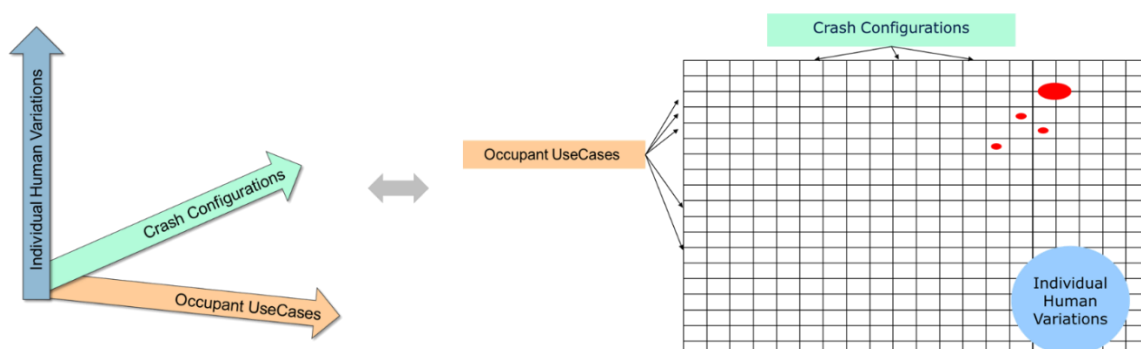 Individual Human Variations
Crash Configurations
Occupant UseCases
Crash Configurations
Occupant UseCases
Individual
Human
Variations